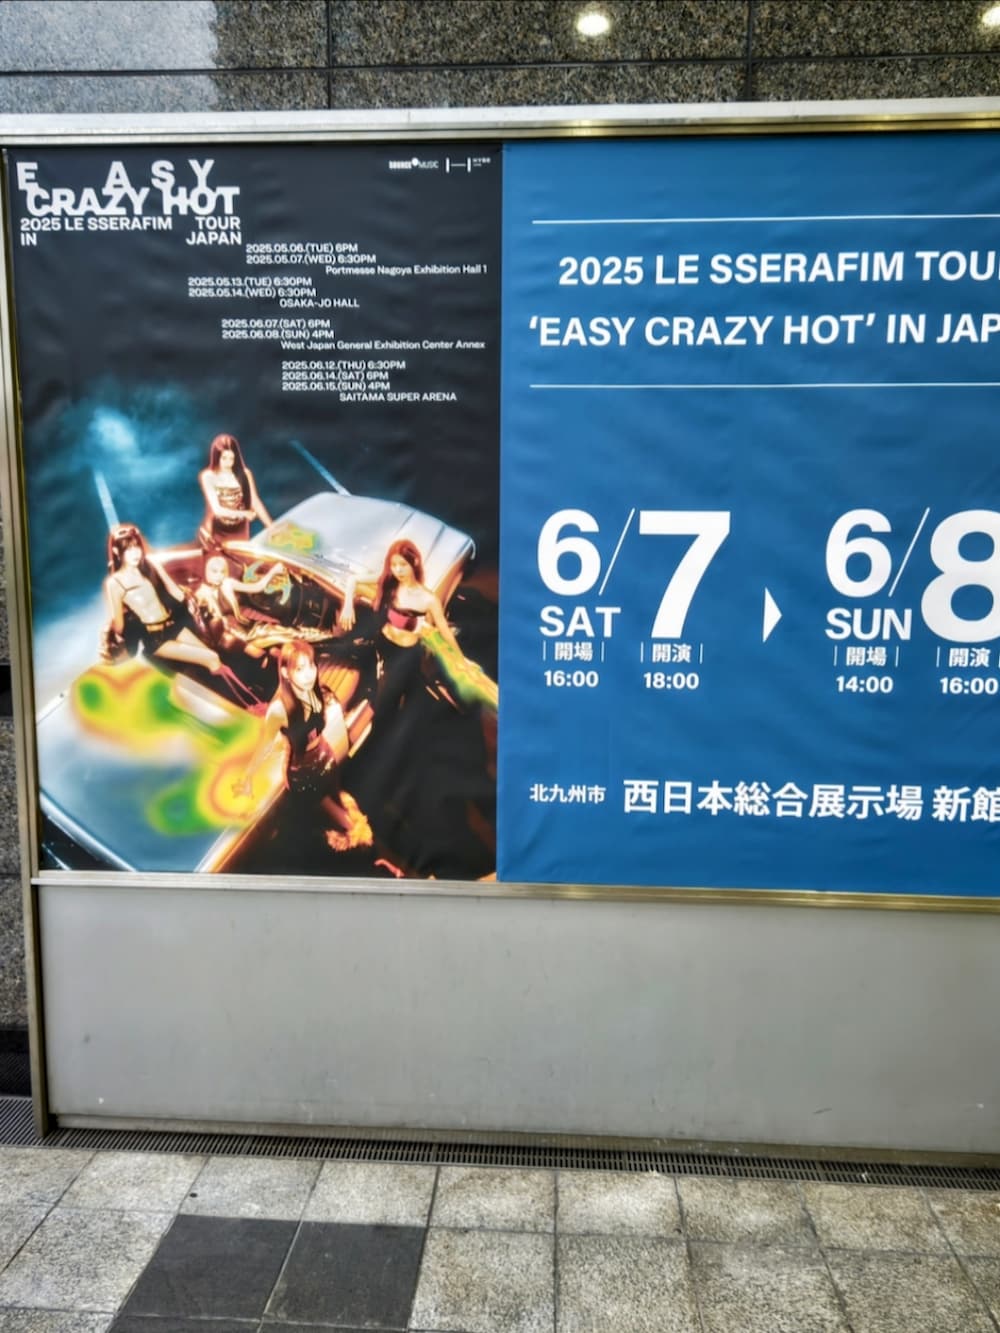 E ASY
CRAZY HOT
2025 LE SSERAFIM TOUR
IN JAPAN
SOURCE MUSIC HYBE
2025.05.06.(TUE) 6PM
2025.05.07.(WED) 6:30PM
Portmesse Nagoya Exhibition Hall 1
2025.05.13.(TUE) 6:30PM
2025.05.14.(WED) 6:30PM
OSAKA-JO HALL
2025.06.07.(SAT) 6PM
2025.06.08.(SUN) 4PM
West Japan General Exhibition Center Annex
2025.06.12.(THU) 6:30PM
2025.06.14.(SAT) 6PM
2025.06.15.(SUN) 4PM
SAITAMA SUPER ARENA
2025 LE SSERAFIM TOU
‘EASY CRAZY HOT’ IN JAP
6/7 6/8
SAT SUN
開場 開演 開場 開演
16:00 18:00 14:00 16:00
北九州市 西日本総合展示場 新館